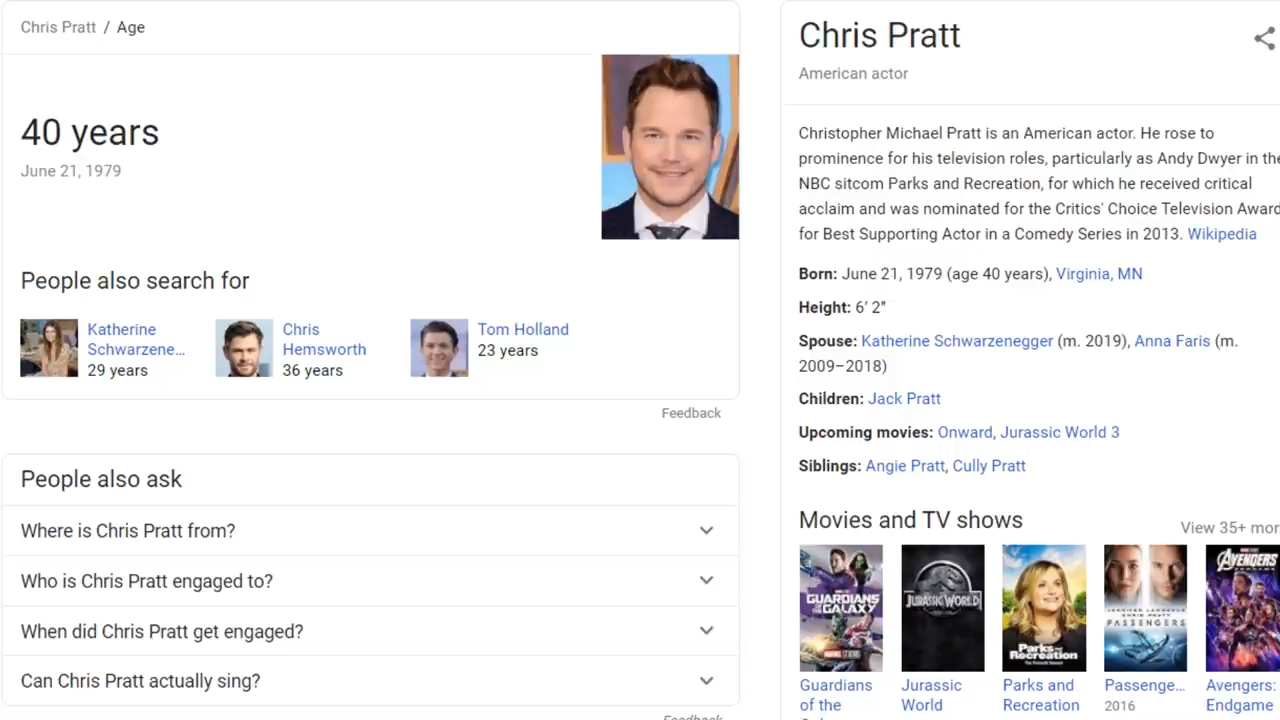 Chris Pratt / Age
40 years
June 21, 1979
People also search for
Katherine
Schwarzene...
29 years
Chris
Hemsworth
36 years
Tom Holland
23 years
Feedback
People also ask
Where is Chris Pratt from?
Who is Chris Pratt engaged to?
When did Chris Pratt get engaged?
Can Chris Pratt actually sing?
Feedback
Chris Pratt
American actor
Christopher Michael Pratt is an American actor. He rose to
prominence for his television roles, particularly as Andy Dwyer in the
NBC sitcom Parks and Recreation, for which he received critical
acclaim and was nominated for the Critics' Choice Television Award
for Best Supporting Actor in a Comedy Series in 2013. Wikipedia
Born: June 21, 1979 (age 40 years), Virginia, MN
Height: 6′ 2″
Spouse: Katherine Schwarzenegger (m. 2019), Anna Faris (m.
2009–2018)
Children: Jack Pratt
Upcoming movies: Onward, Jurassic World 3
Siblings: Angie Pratt, Cully Pratt
Movies and TV shows
View 35+ mor
GUARDIANS
OF THE
GALAXY
JURASSIC WORLD
Parks and
Recreation
JENNIFER LAWRENCE
CHRIS PRATT
PASSENGERS
AVENGERS
Guardians
of the
Jurassic
World
Parks and
Recreation
Passenge...
2016
Avengers:
Endgame